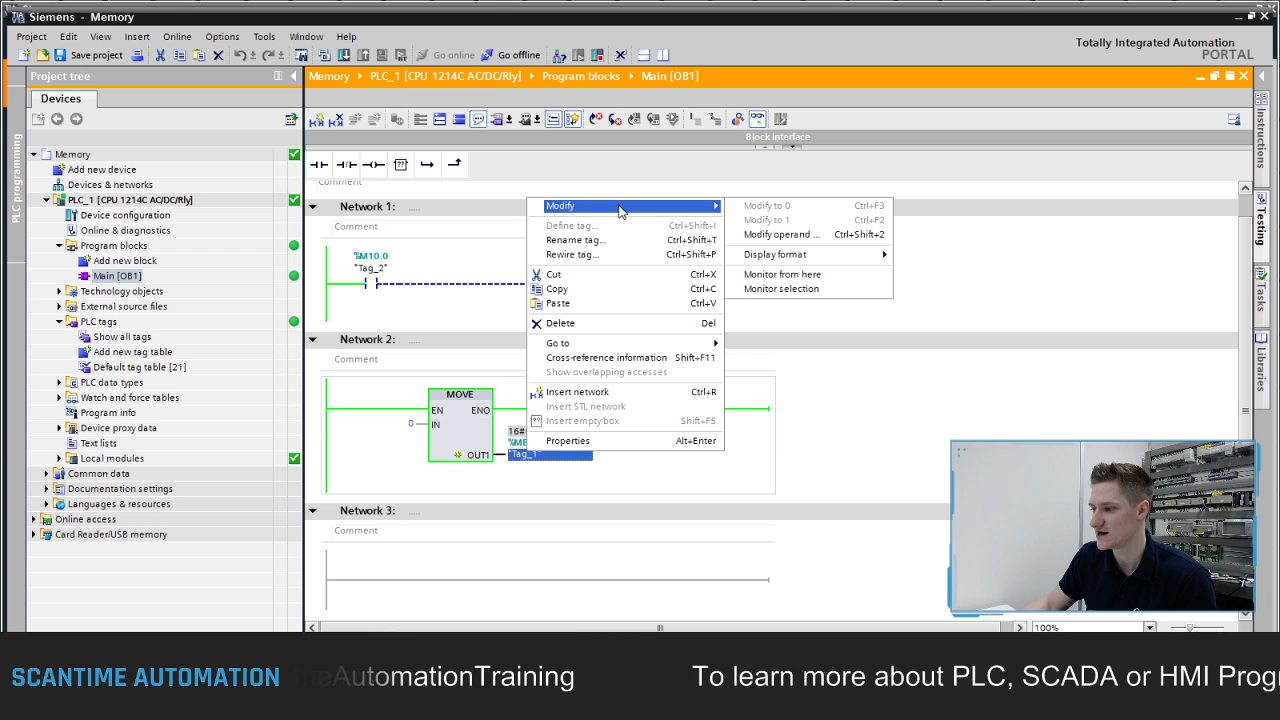 Siemens - Memory
Project Edit View Insert Online Options Tools Window Help
Totally Integrated Automation
PORTAL
Save project
Go online
Go offline
Project tree
Memory
PLC_1 [CPU 1214C AC/DC/Rly]
Program blocks
Main [OB1]
Devices
PLC programming
Block interface
Memory
Add new device
Devices & networks
PLC_1 [CPU 1214C AC/DC/Rly]
Device configuration
Online & diagnostics
Program blocks
Add new block
Main [OB1]
Technology objects
External source files
PLC tags
Show all tags
Add new tag table
Default tag table [21]
PLC data types
Watch and force tables
Program info
Device proxy data
Text lists
Local modules
Common data
Documentation settings
Languages & resources
Online access
Card Reader/USB memory
Comment
Network 1: .....
Comment
%M10.0
"Tag_2"
Network 2: .....
Comment
MOVE
EN ENO
0 IN
OUT1
16#
"Tag_1"
Network 3: .....
Comment
Modify
Define tag... Ctrl+Shift+I
Rename tag... Ctrl+Shift+T
Rewire tag... Ctrl+Shift+P
Cut Ctrl+X
Copy Ctrl+C
Paste Ctrl+V
Delete Del
Go to
Cross-reference information Shift+F11
Show overlapping accesses
Insert network Ctrl+R
Insert STL network
Insert empty box Shift+F5
Properties Alt+Enter
Modify to 0 Ctrl+F3
Modify to 1 Ctrl+F2
Modify operand ... Ctrl+Shift+2
Display format
Monitor from here
Monitor selection
Instructions
Testing
Tasks
Libraries
100%
SCANTIME AUTOMATION
meAutomationTraining
To learn more about PLC, SCADA or HMI Prog